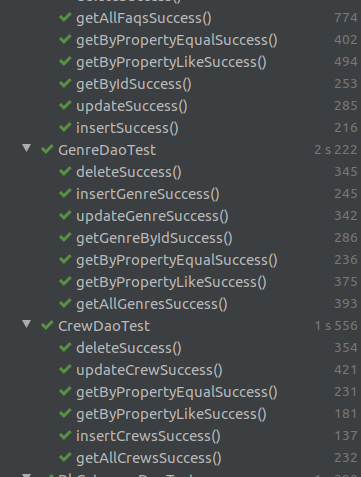 getAllFaqsSuccess() 774
getByPropertyEqualSuccess() 402
getByPropertyLikeSuccess() 494
getByIdSuccess() 253
updateSuccess() 285
insertSuccess() 216
GenreDaoTest 2 s 222
deleteSuccess() 345
insertGenreSuccess() 245
updateGenreSuccess() 342
getGenreByIdSuccess() 286
getByPropertyEqualSuccess() 236
getByPropertyLikeSuccess() 375
getAllGenresSuccess() 393
CrewDaoTest 1 s 556
deleteSuccess() 354
updateCrewSuccess() 421
getByPropertyEqualSuccess() 231
getByPropertyLikeSuccess() 181
insertCrewsSuccess() 137
getAllCrewsSuccess() 232